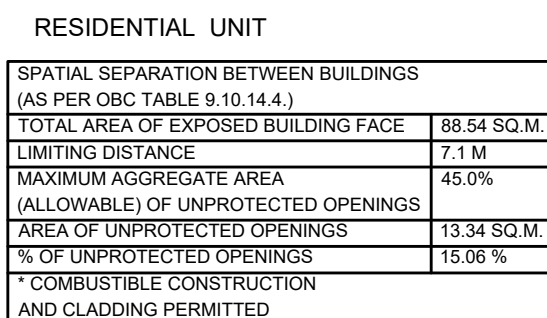 RESIDENTIAL UNIT
SPATIAL SEPARATION BETWEEN BUILDINGS
(AS PER OBC TABLE 9.10.14.4.)
TOTAL AREA OF EXPOSED BUILDING FACE 88.54 SQ.M.
LIMITING DISTANCE 7.1 M
MAXIMUM AGGREGATE AREA 45.0%
(ALLOWABLE) OF UNPROTECTED OPENINGS
AREA OF UNPROTECTED OPENINGS 13.34 SQ.M.
% OF UNPROTECTED OPENINGS 15.06 %
* COMBUSTIBLE CONSTRUCTION
AND CLADDING PERMITTED